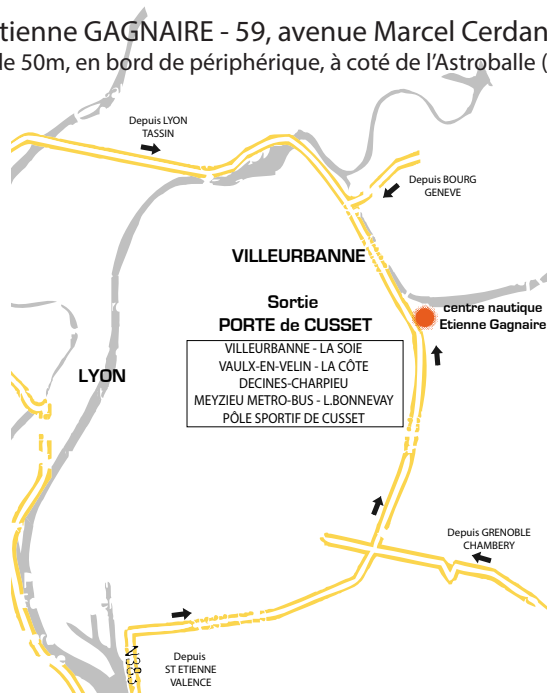 tienne GAGNAIRE - 59, avenue Marcel Cerdan
de 50m, en bord de périphérique, à coté de l'Astroballe (
Depuis LYON
TASSIN
Depuis BOURG
GENEVE
VILLEURBANNE
Sortie
PORTE de CUSSET
centre nautique
Etienne Gagnaire
VILLEURBANNE - LA SOIE
VAULX-EN-VELIN - LA CÔTE
DECINES-CHARPIEU
MEYZIEU METRO-BUS - L.BONNEVAY
PÔLE SPORTIF DE CUSSET
LYON
Depuis GRENOBLE
CHAMBERY
N383
Depuis
ST ETIENNE
VALENCE